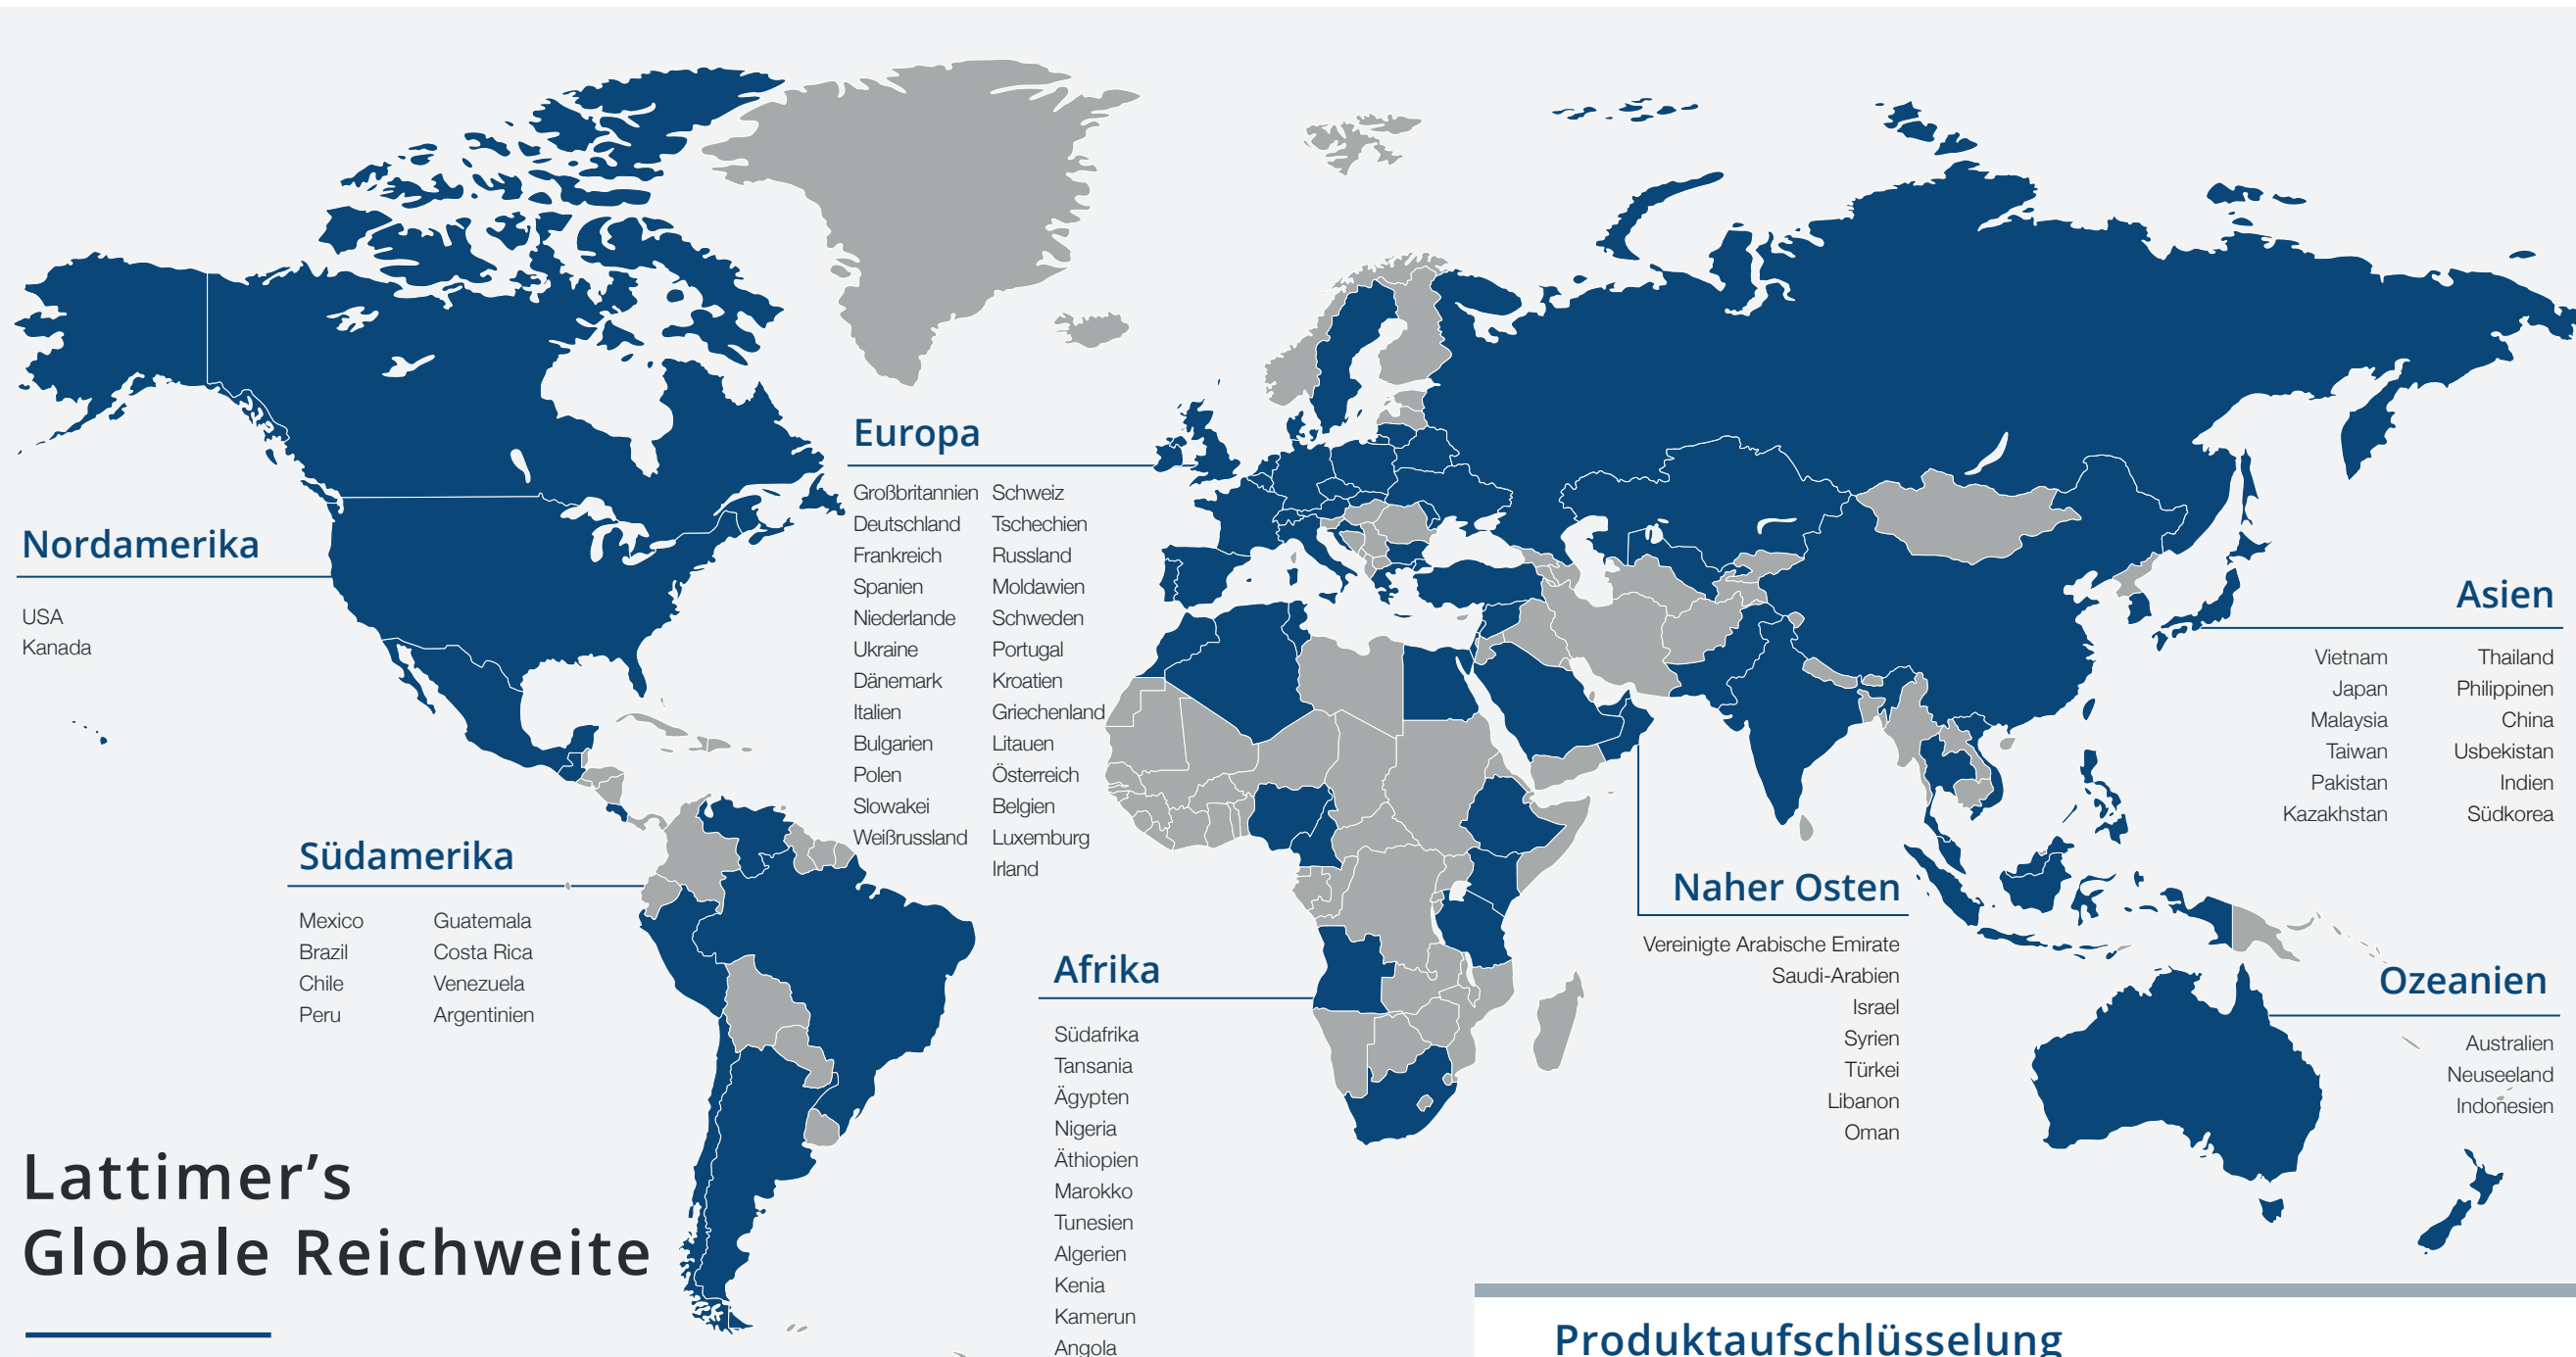 Europa
Großbritannien
Deutschland
Frankreich
Spanien
Niederlande
Ukraine
Dänemark
Italien
Bulgarien
Polen
Slowakei
Weißrussland
Schweiz
Tschechien
Russland
Moldawien
Schweden
Portugal
Kroatien
Griechenland
Litauen
Österreich
Belgien
Luxemburg
Irland
Nordamerika
USA
Kanada
Asien
Vietnam
Japan
Malaysia
Taiwan
Pakistan
Kazakhstan
Thailand
Philippinen
China
Usbekistan
Indien
Südkorea
Südamerika
Mexico
Brazil
Chile
Peru
Guatemala
Costa Rica
Venezuela
Argentinien
Naher Osten
Vereinigte Arabische Emirate
Saudi-Arabien
Israel
Syrien
Türkei
Libanon
Oman
Afrika
Südafrika
Tansania
Ägypten
Nigeria
Äthiopien
Marokko
Tunesien
Algerien
Kenia
Kamerun
Angola
Ozeanien
Australien
Neuseeland
Indonesien
Lattimer’s
Globale Reichweite
Produktaufschlüsselung